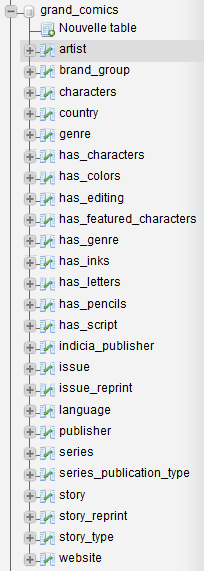 grand_comics
Nouvelle table
artist
brand_group
characters
country
genre
has_characters
has_colors
has_editing
has_featured_characters
has_genre
has_inks
has_letters
has_pencils
has_script
indicia_publisher
issue
issue_reprint
language
publisher
series
series_publication_type
story
story_reprint
story_type
website